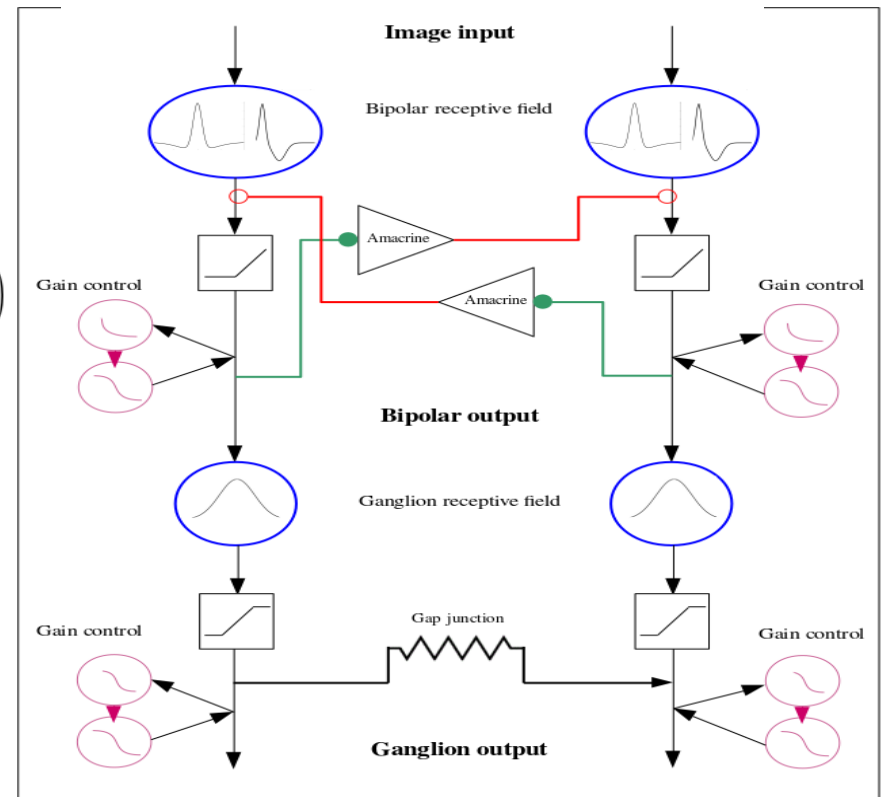 Image input
Bipolar receptive field
Amacrine
Gain control
Gain control
Amacrine
Bipolar output
Ganglion receptive field
Gap junction
Gain control
Gain control
Ganglion output